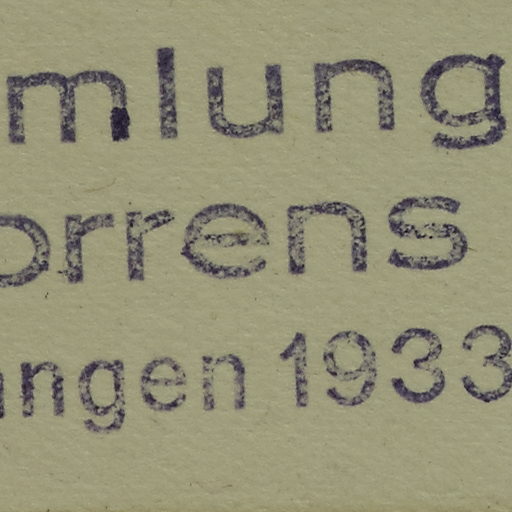 mlung
orrens
ngen 1933